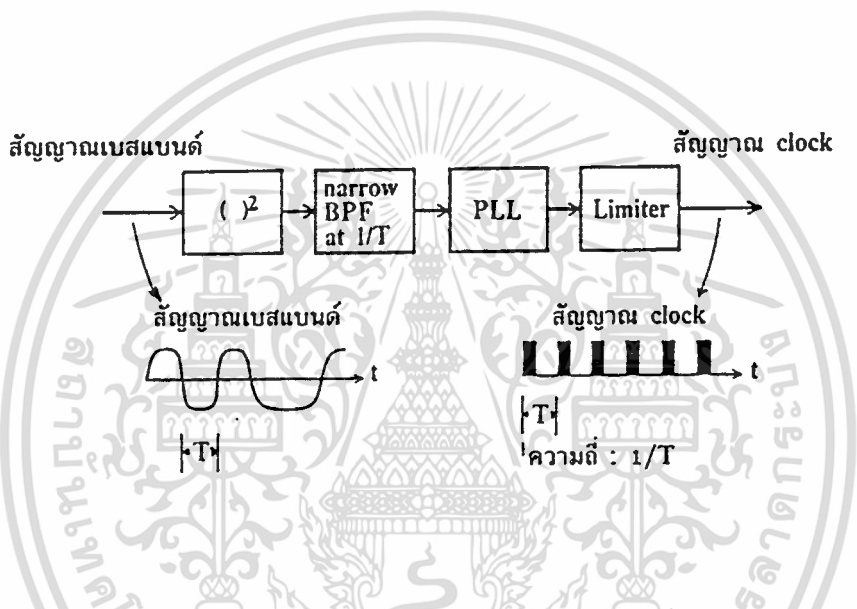 สัญญาณเบสแบนด์
สัญญาณ clock
( )²
narrow
BPF
at 1/T
PLL
Limiter
สัญญาณเบสแบนด์
t
T
สัญญาณ clock
t
T
ความถี่ : 1/T